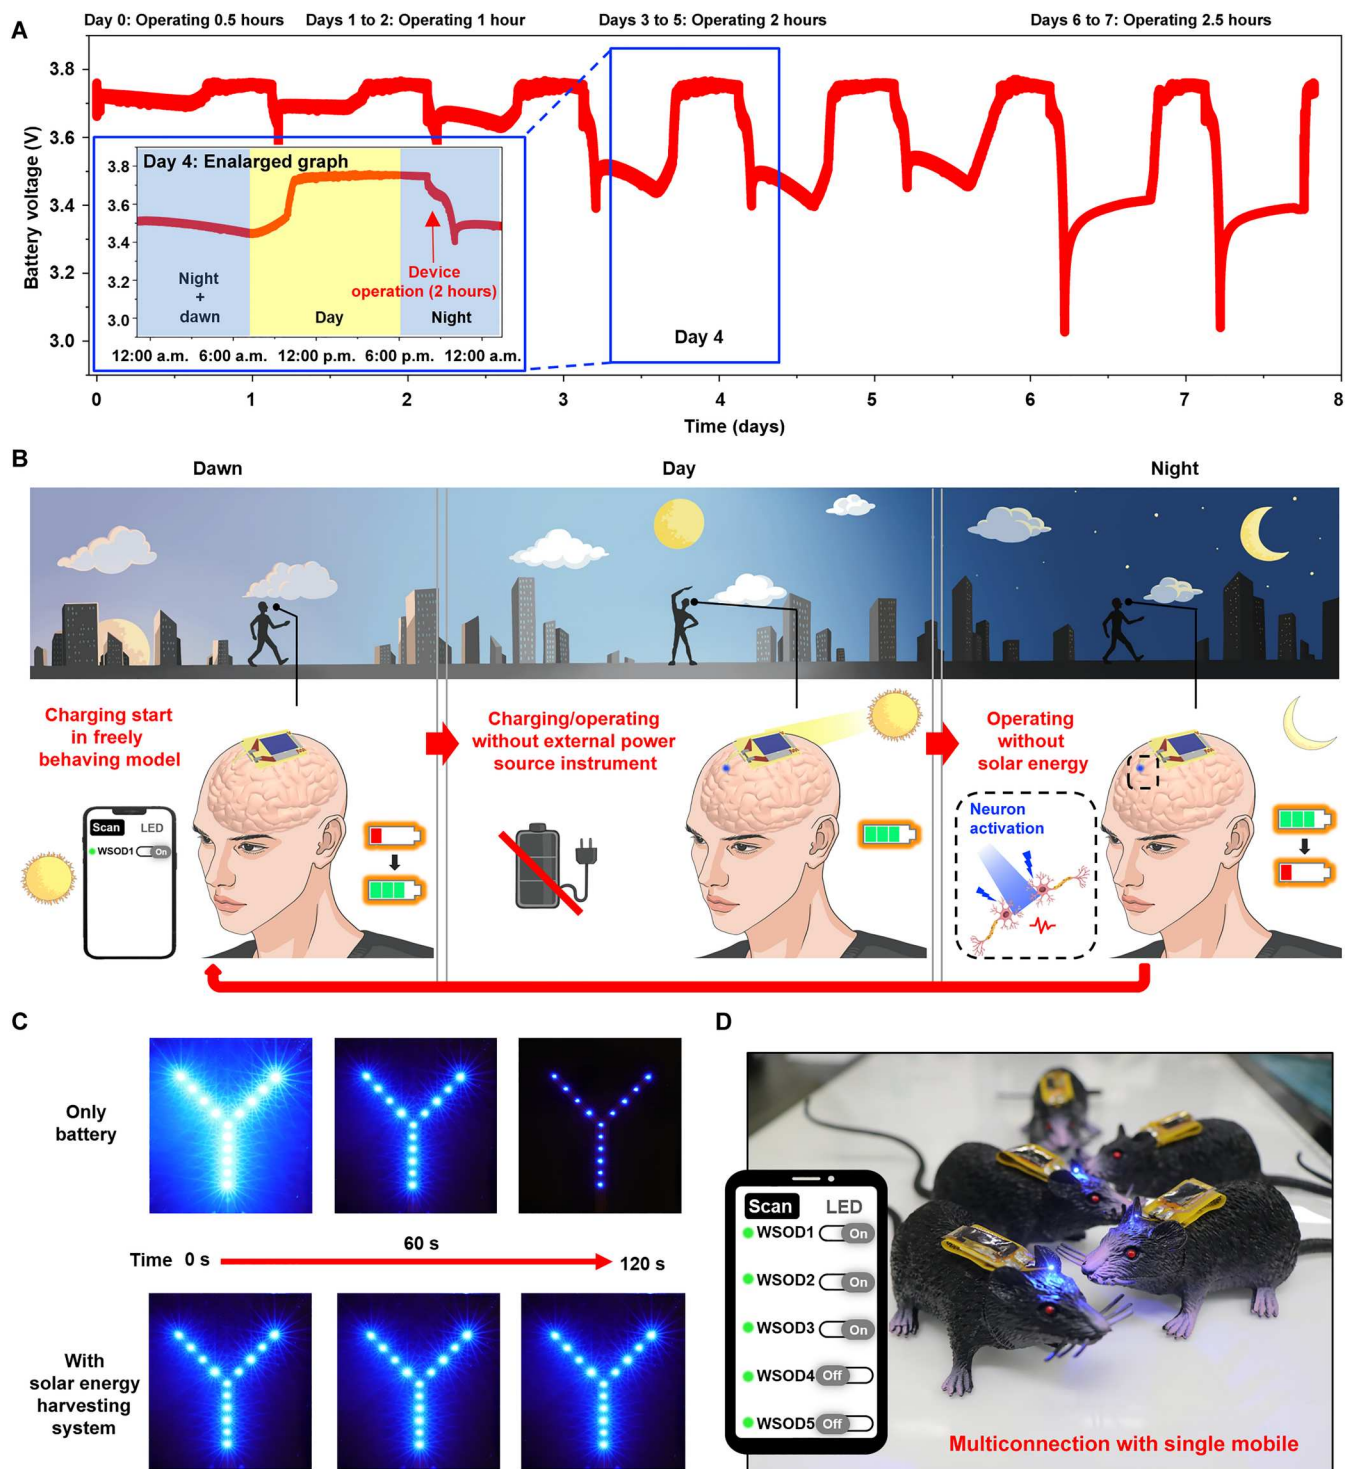 A
Day 0: Operating 0.5 hours
Days 1 to 2: Operating 1 hour
Days 3 to 5: Operating 2 hours
Days 6 to 7: Operating 2.5 hours
Battery voltage (V)
3.8
3.6
3.4
3.2
3.0
Day 4: Enalarged graph
3.8
3.6
3.4
3.2
3.0
Night
+
dawn
Day
Night
Device
operation (2 hours)
12:00 a.m. 6:00 a.m. 12:00 p.m. 6:00 p.m. 12:00 a.m.
Day 4
0 1 2 3 4 5 6 7 8
Time (days)
B
Dawn
Day
Night
Charging start
in freely
behaving model
Scan LED
WSOD1 On
Charging/operating
without external power
source instrument
Operating
without
solar energy
Neuron
activation
C
Only
battery
Time 0 s
60 s
120 s
With
solar energy
harvesting
system
D
Scan LED
WSOD1 On
WSOD2 On
WSOD3 On
WSOD4 Off
WSOD5 Off
Multiconnection with single mobile